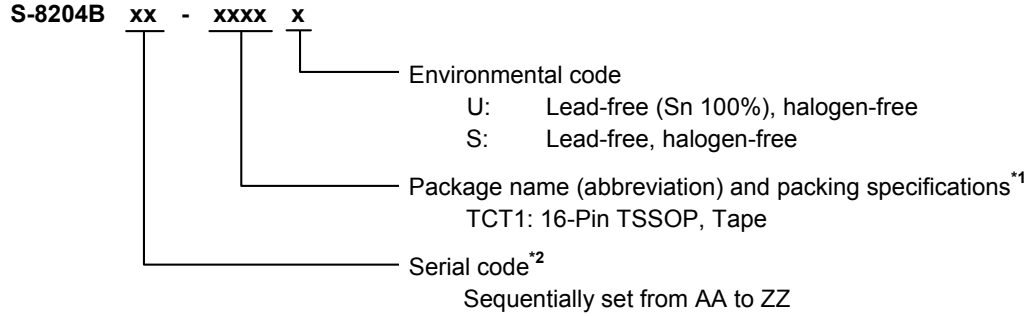 S-8204B xx - xxxx x
Environmental code
U: Lead-free (Sn 100%), halogen-free
S: Lead-free, halogen-free
Package name (abbreviation) and packing specifications*1
TCT1: 16-Pin TSSOP, Tape
Serial code*2
Sequentially set from AA to ZZ